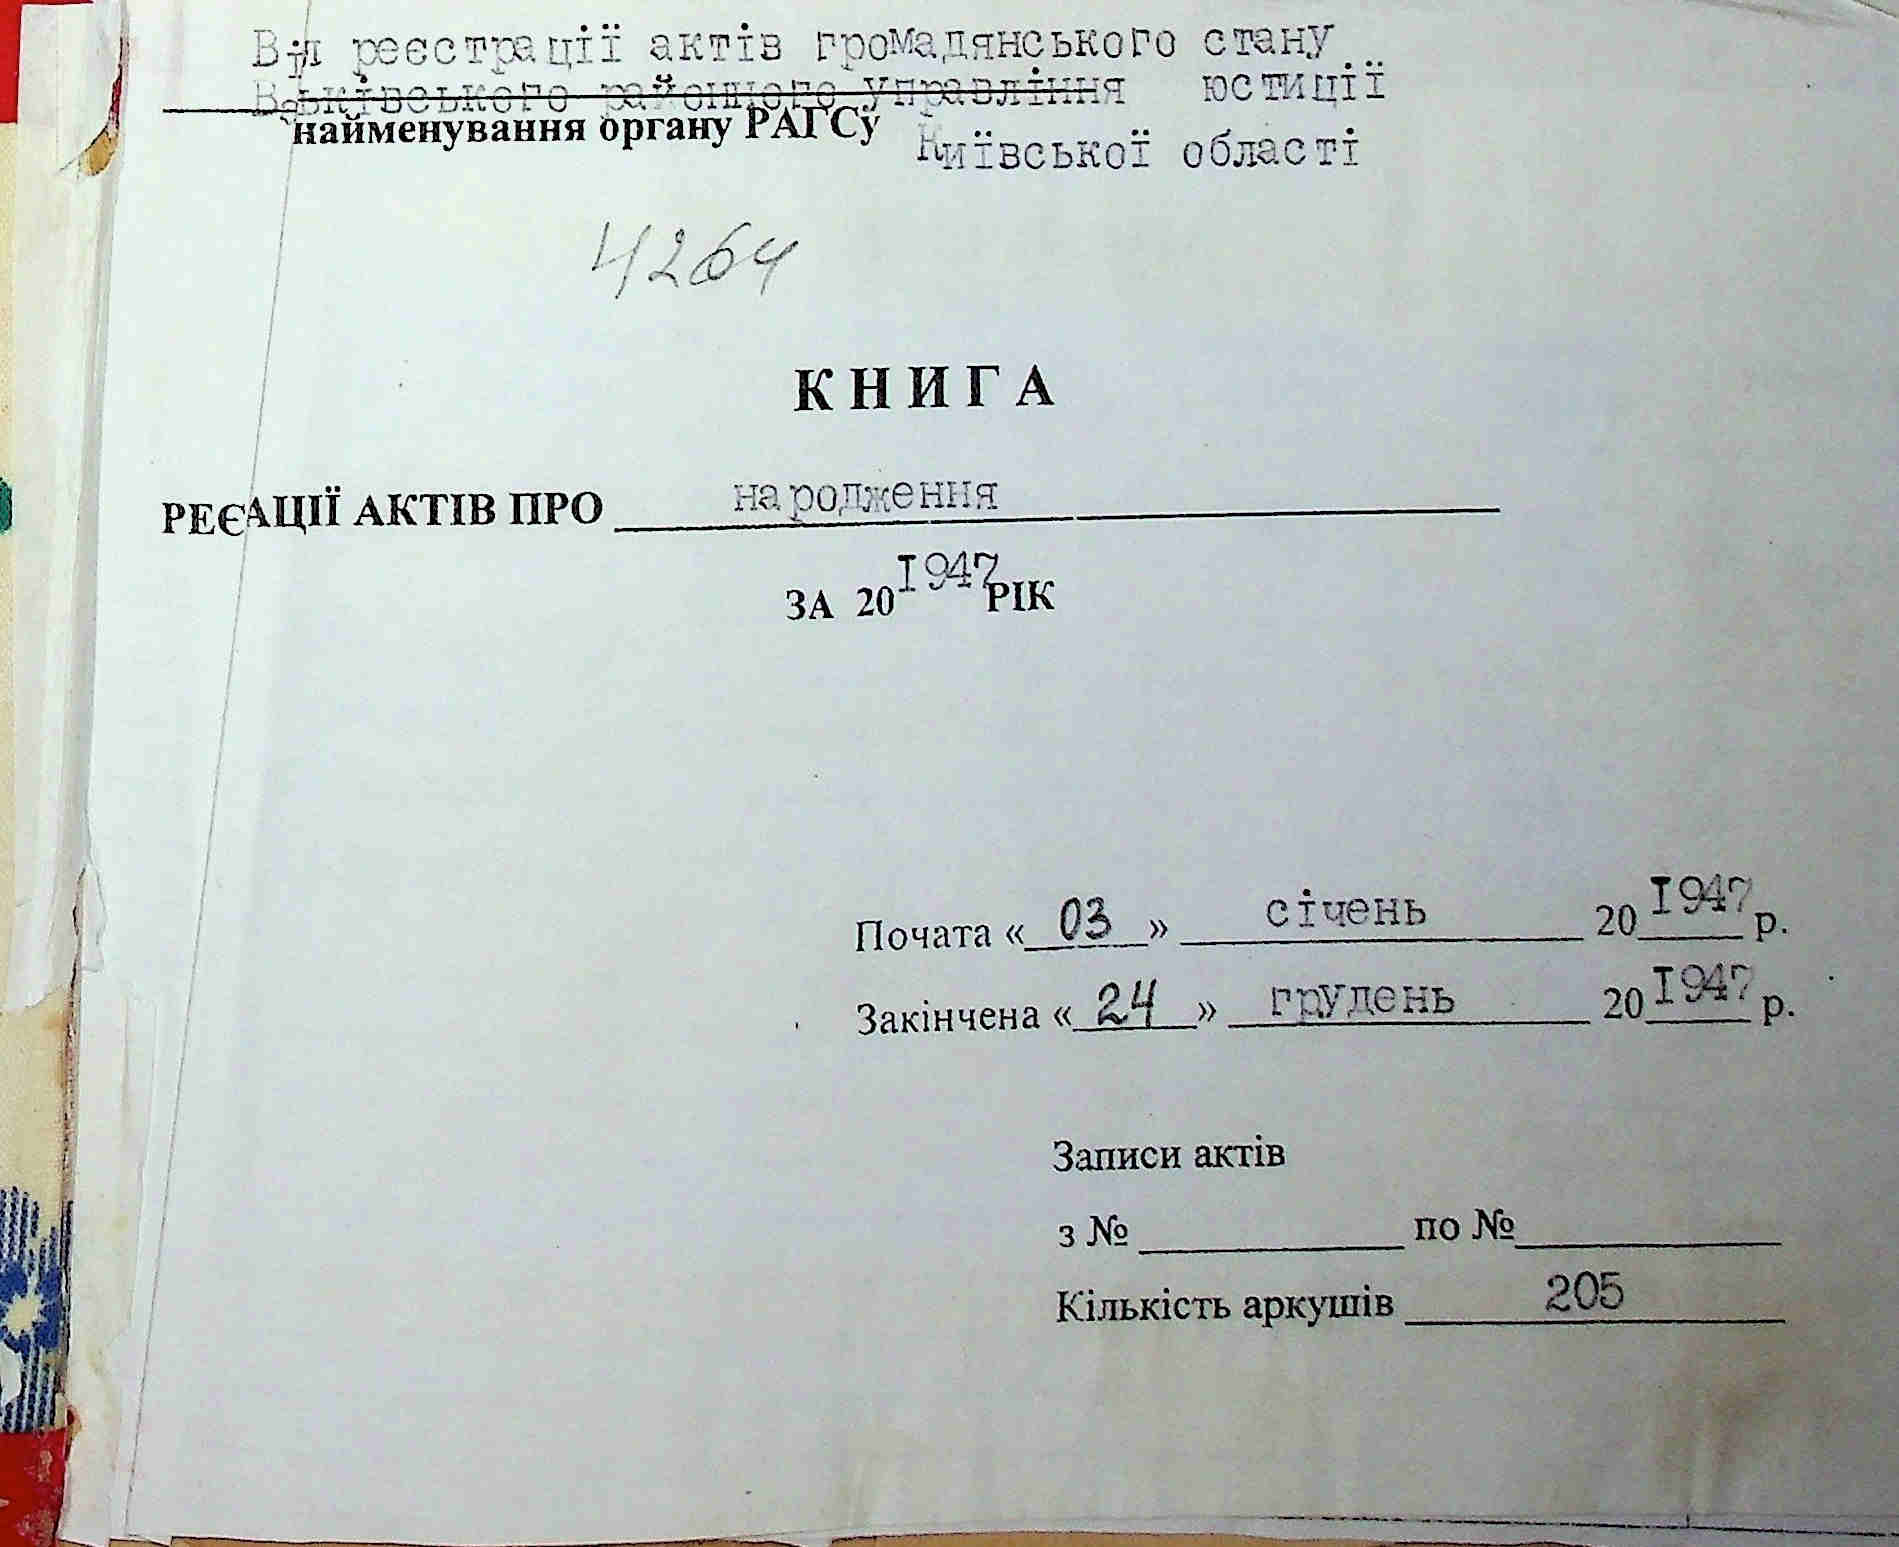 Від реєстрації актів громадянського стану
районного управління юстиції
найменування органу РАГСу
Київської області
4264
КНИГА
РЕЄАЦІЇ АКТІВ ПРО народження
ЗА 20 1947 РІК
Почата « 03 » січень 20 1947 р.
Закінчена « 24 » грудень 20 1947 р.
Записи актів
з № по №
Кількість аркушів 205